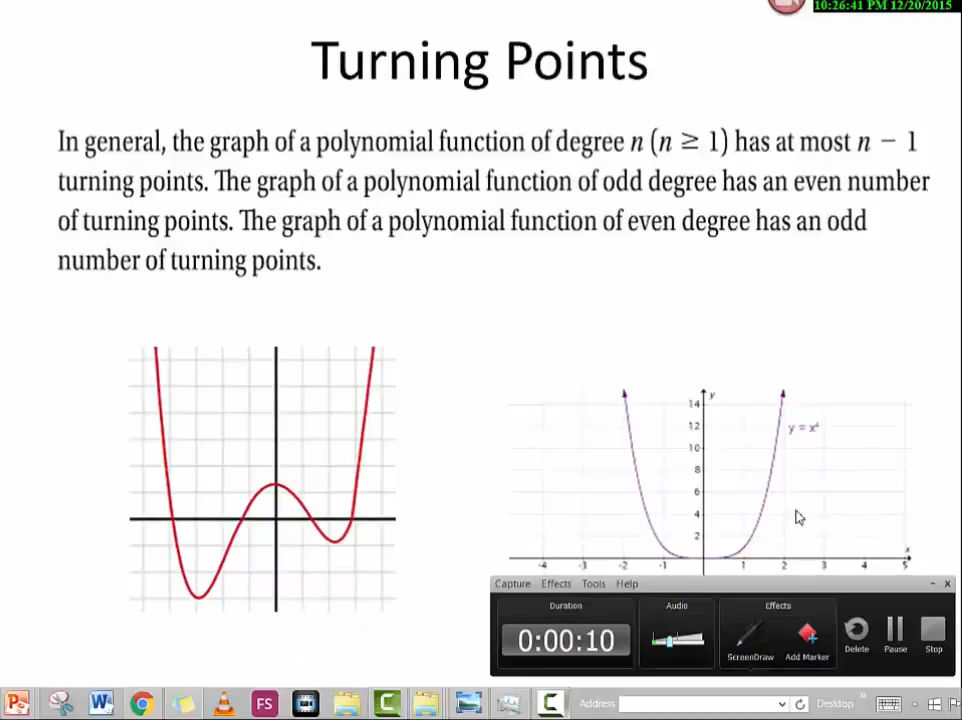 10:26:41 PM 12/20/2015
Turning Points
In general, the graph of a polynomial function of degree n (n ≥ 1) has at most n − 1
turning points. The graph of a polynomial function of odd degree has an even number
of turning points. The graph of a polynomial function of even degree has an odd
number of turning points.
y
14
12
10
8
6
4
2
y = x⁴
x
-4 -3 -2 -1 1 2 3 4 5
Capture Effects Tools Help
Duration Audio Effects
0:00:10
ScreenDraw Add Marker Delete Pause Stop
Address Desktop